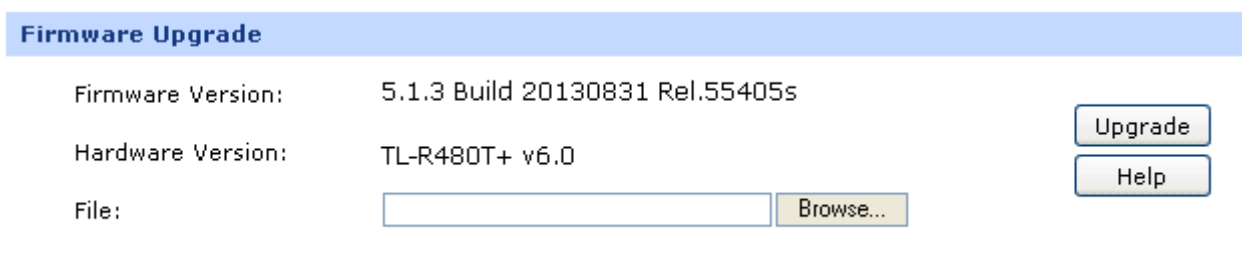 Firmware Upgrade
Firmware Version: 5.1.3 Build 20130831 Rel.55405s
Upgrade
Hardware Version: TL-R480T+ v6.0
Help
File: Browse...